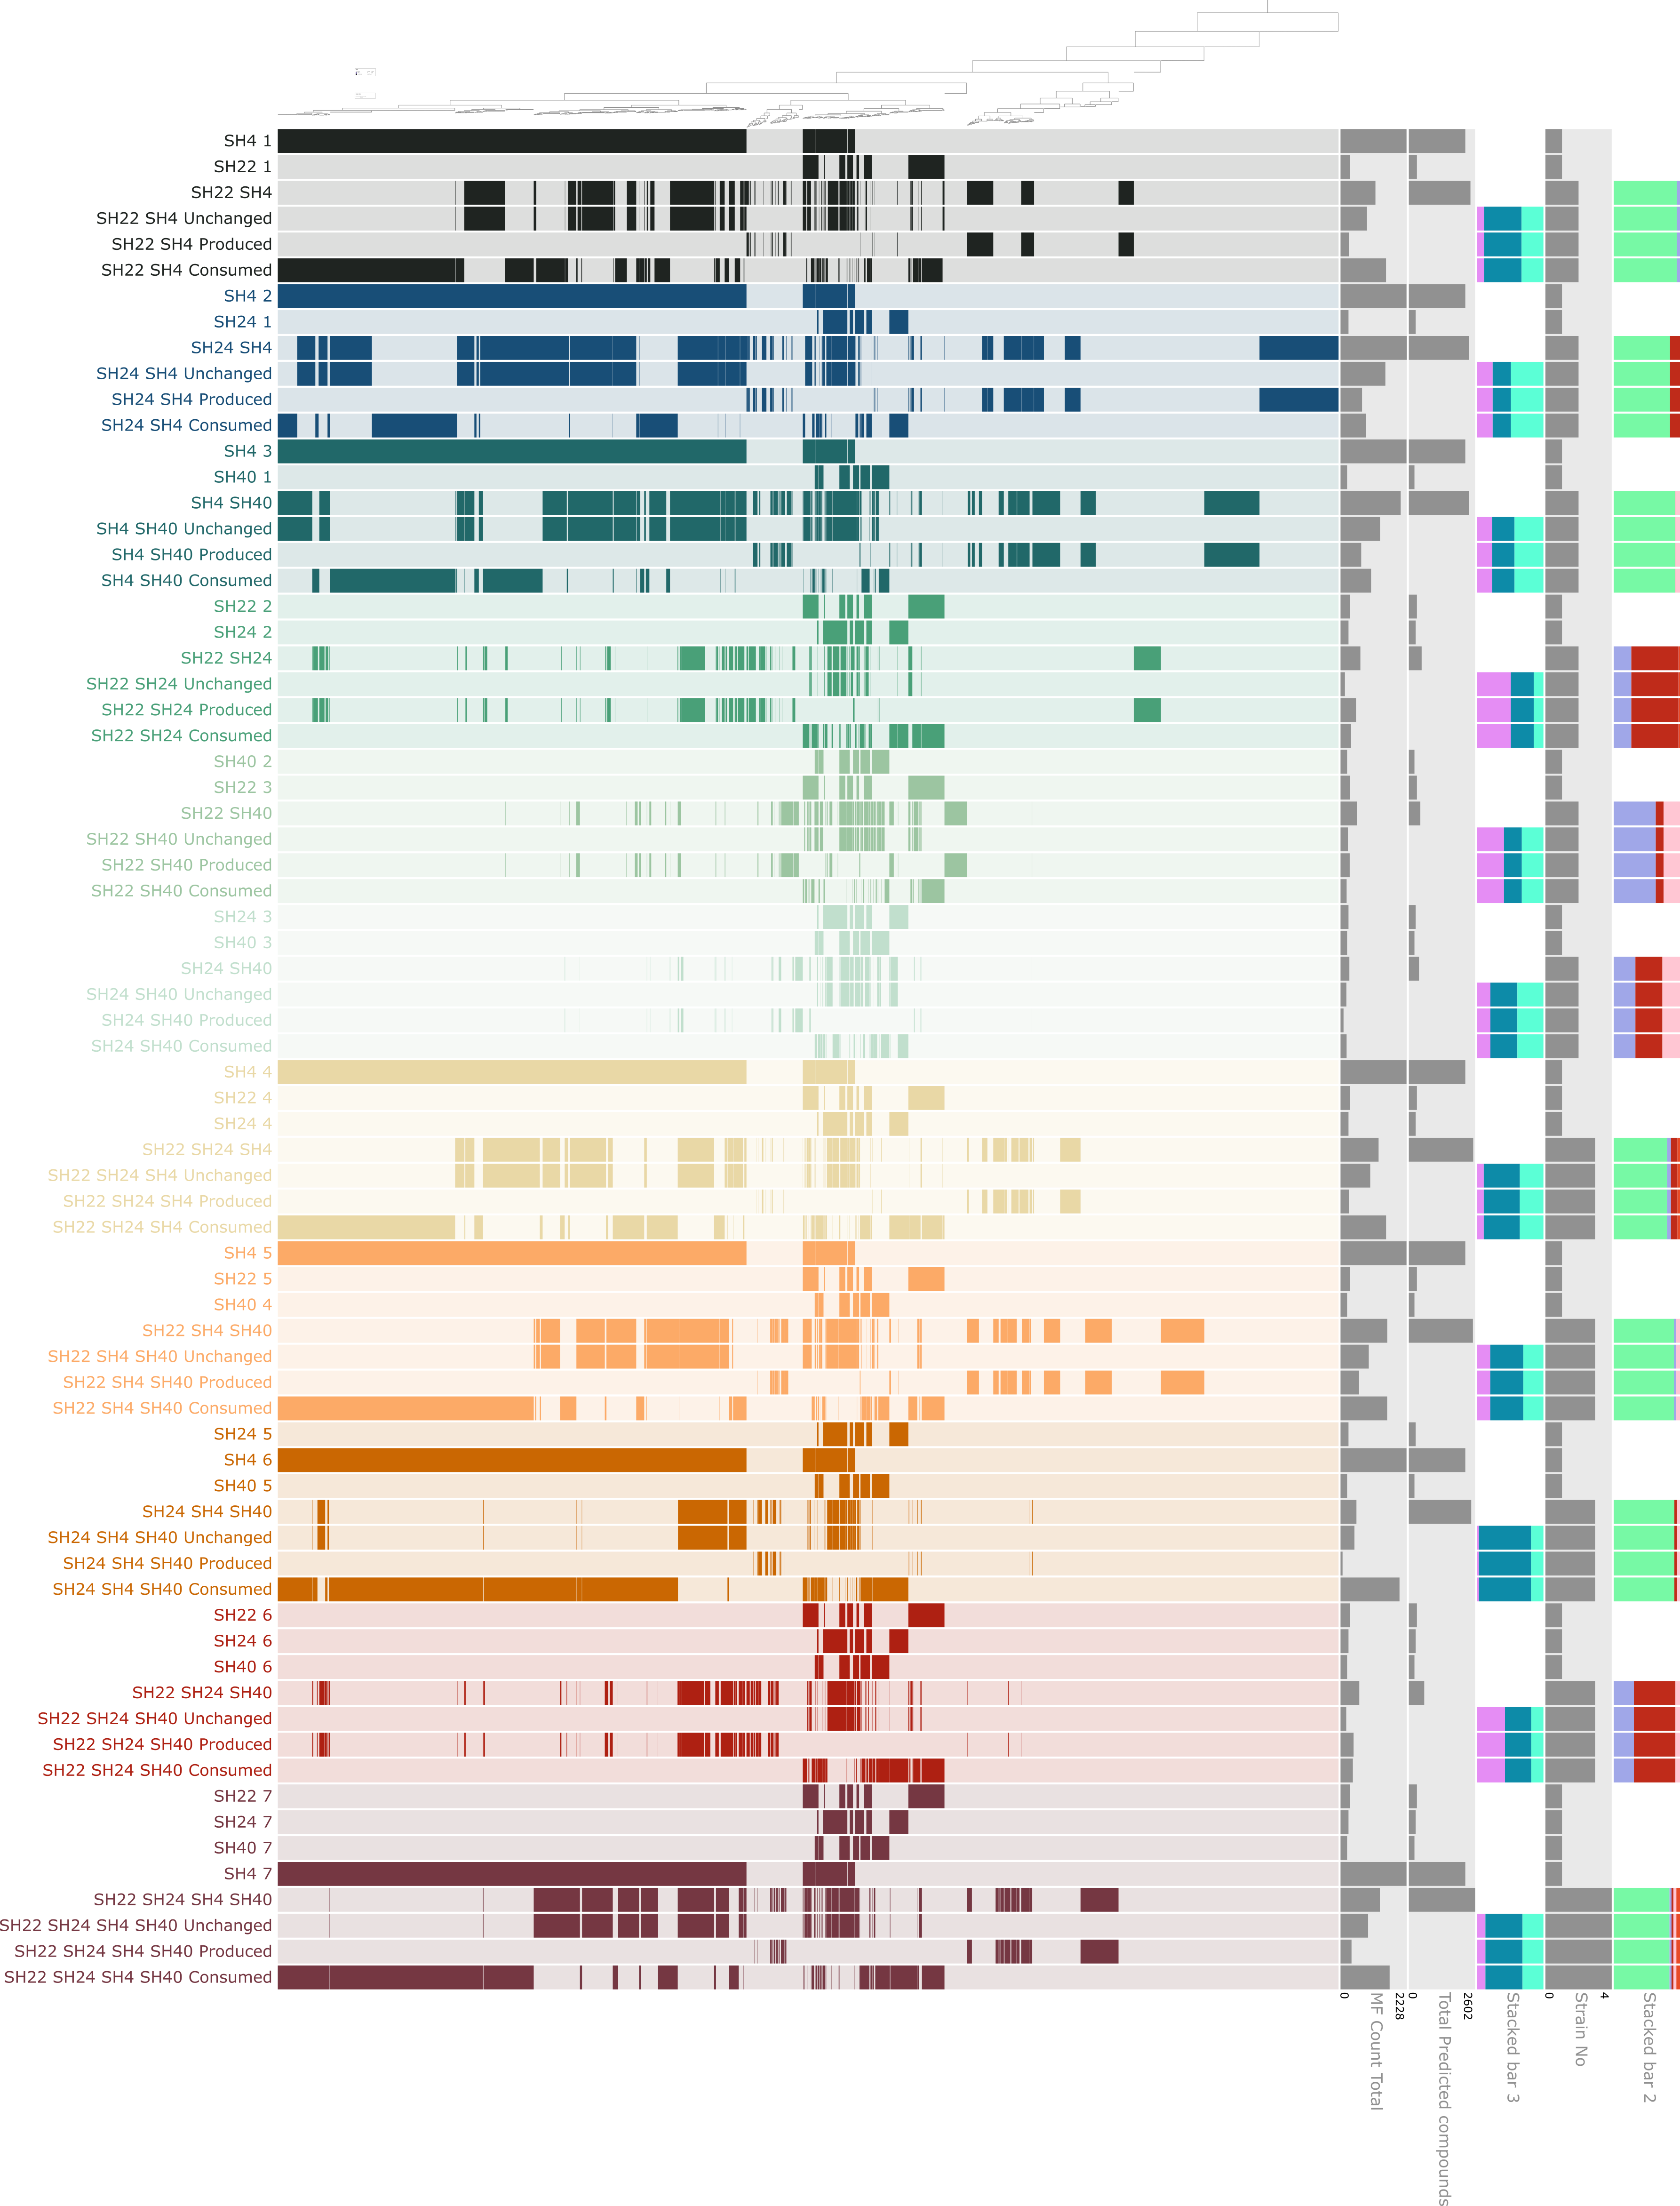 SH4 1
SH22 1
SH22 SH4
SH22 SH4 Unchanged
SH22 SH4 Produced
SH22 SH4 Consumed
SH4 2
SH24 1
SH24 SH4
SH24 SH4 Unchanged
SH24 SH4 Produced
SH24 SH4 Consumed
SH4 3
SH40 1
SH4 SH40
SH4 SH40 Unchanged
SH4 SH40 Produced
SH4 SH40 Consumed
SH22 2
SH24 2
SH22 SH24
SH22 SH24 Unchanged
SH22 SH24 Produced
SH22 SH24 Consumed
SH40 2
SH22 3
SH22 SH40
SH22 SH40 Unchanged
SH22 SH40 Produced
SH22 SH40 Consumed
SH24 3
SH40 3
SH24 SH40
SH24 SH40 Unchanged
SH24 SH40 Produced
SH24 SH40 Consumed
SH4 4
SH22 4
SH24 4
SH22 SH24 SH4
SH22 SH24 SH4 Unchanged
SH22 SH24 SH4 Produced
SH22 SH24 SH4 Consumed
SH4 5
SH22 5
SH40 4
SH22 SH4 SH40
SH22 SH4 SH40 Unchanged
SH22 SH4 SH40 Produced
SH22 SH4 SH40 Consumed
SH24 5
SH4 6
SH40 5
SH24 SH4 SH40
SH24 SH4 SH40 Unchanged
SH24 SH4 SH40 Produced
SH24 SH4 SH40 Consumed
SH22 6
SH24 6
SH40 6
SH22 SH24 SH40
SH22 SH24 SH40 Unchanged
SH22 SH24 SH40 Produced
SH22 SH24 SH40 Consumed
SH22 7
SH24 7
SH40 7
SH4 7
SH22 SH24 SH4 SH40
SH22 SH24 SH4 SH40 Unchanged
SH22 SH24 SH4 SH40 Produced
SH22 SH24 SH4 SH40 Consumed
0 2228
MF Count Total
0 2602
Total Predicted compounds
Stacked bar 3
0 4
Strain No
Stacked bar 2